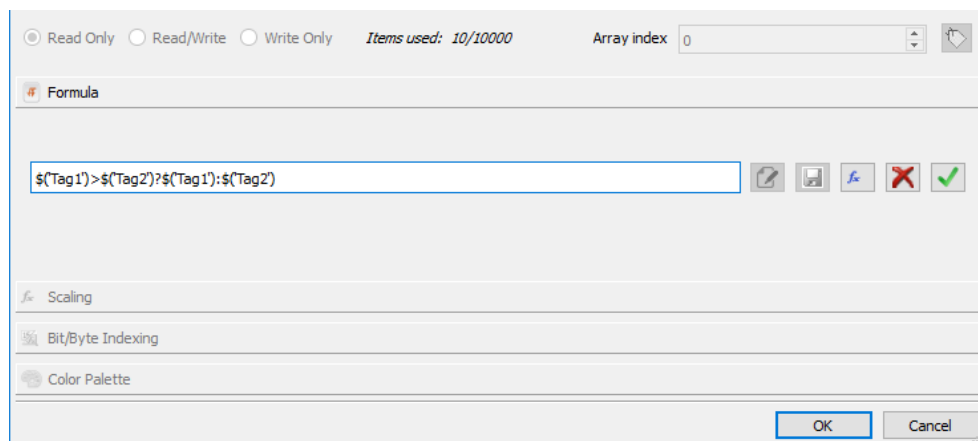 Read Only Read/Write Write Only Items used: 10/10000 Array index 0
Formula
$('Tag1')>$('Tag2')?$('Tag1'):$('Tag2')
Scaling
Bit/Byte Indexing
Color Palette
OK Cancel